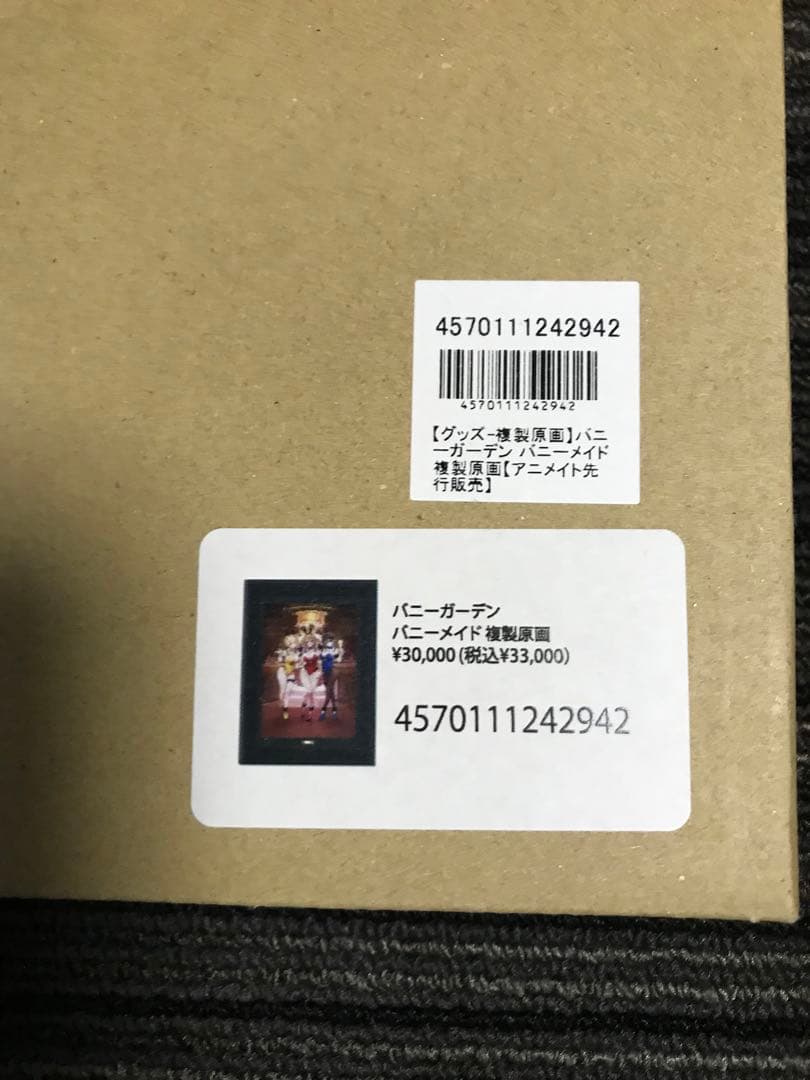 4570111242942
4570111242942
【グッズ-複製原画】バニ
ーガーデン バニーメイド
複製原画【アニメイト先
行販売】
バニーガーデン
バニーメイド 複製原画
¥30,000 (税込¥33,000)
4570111242942